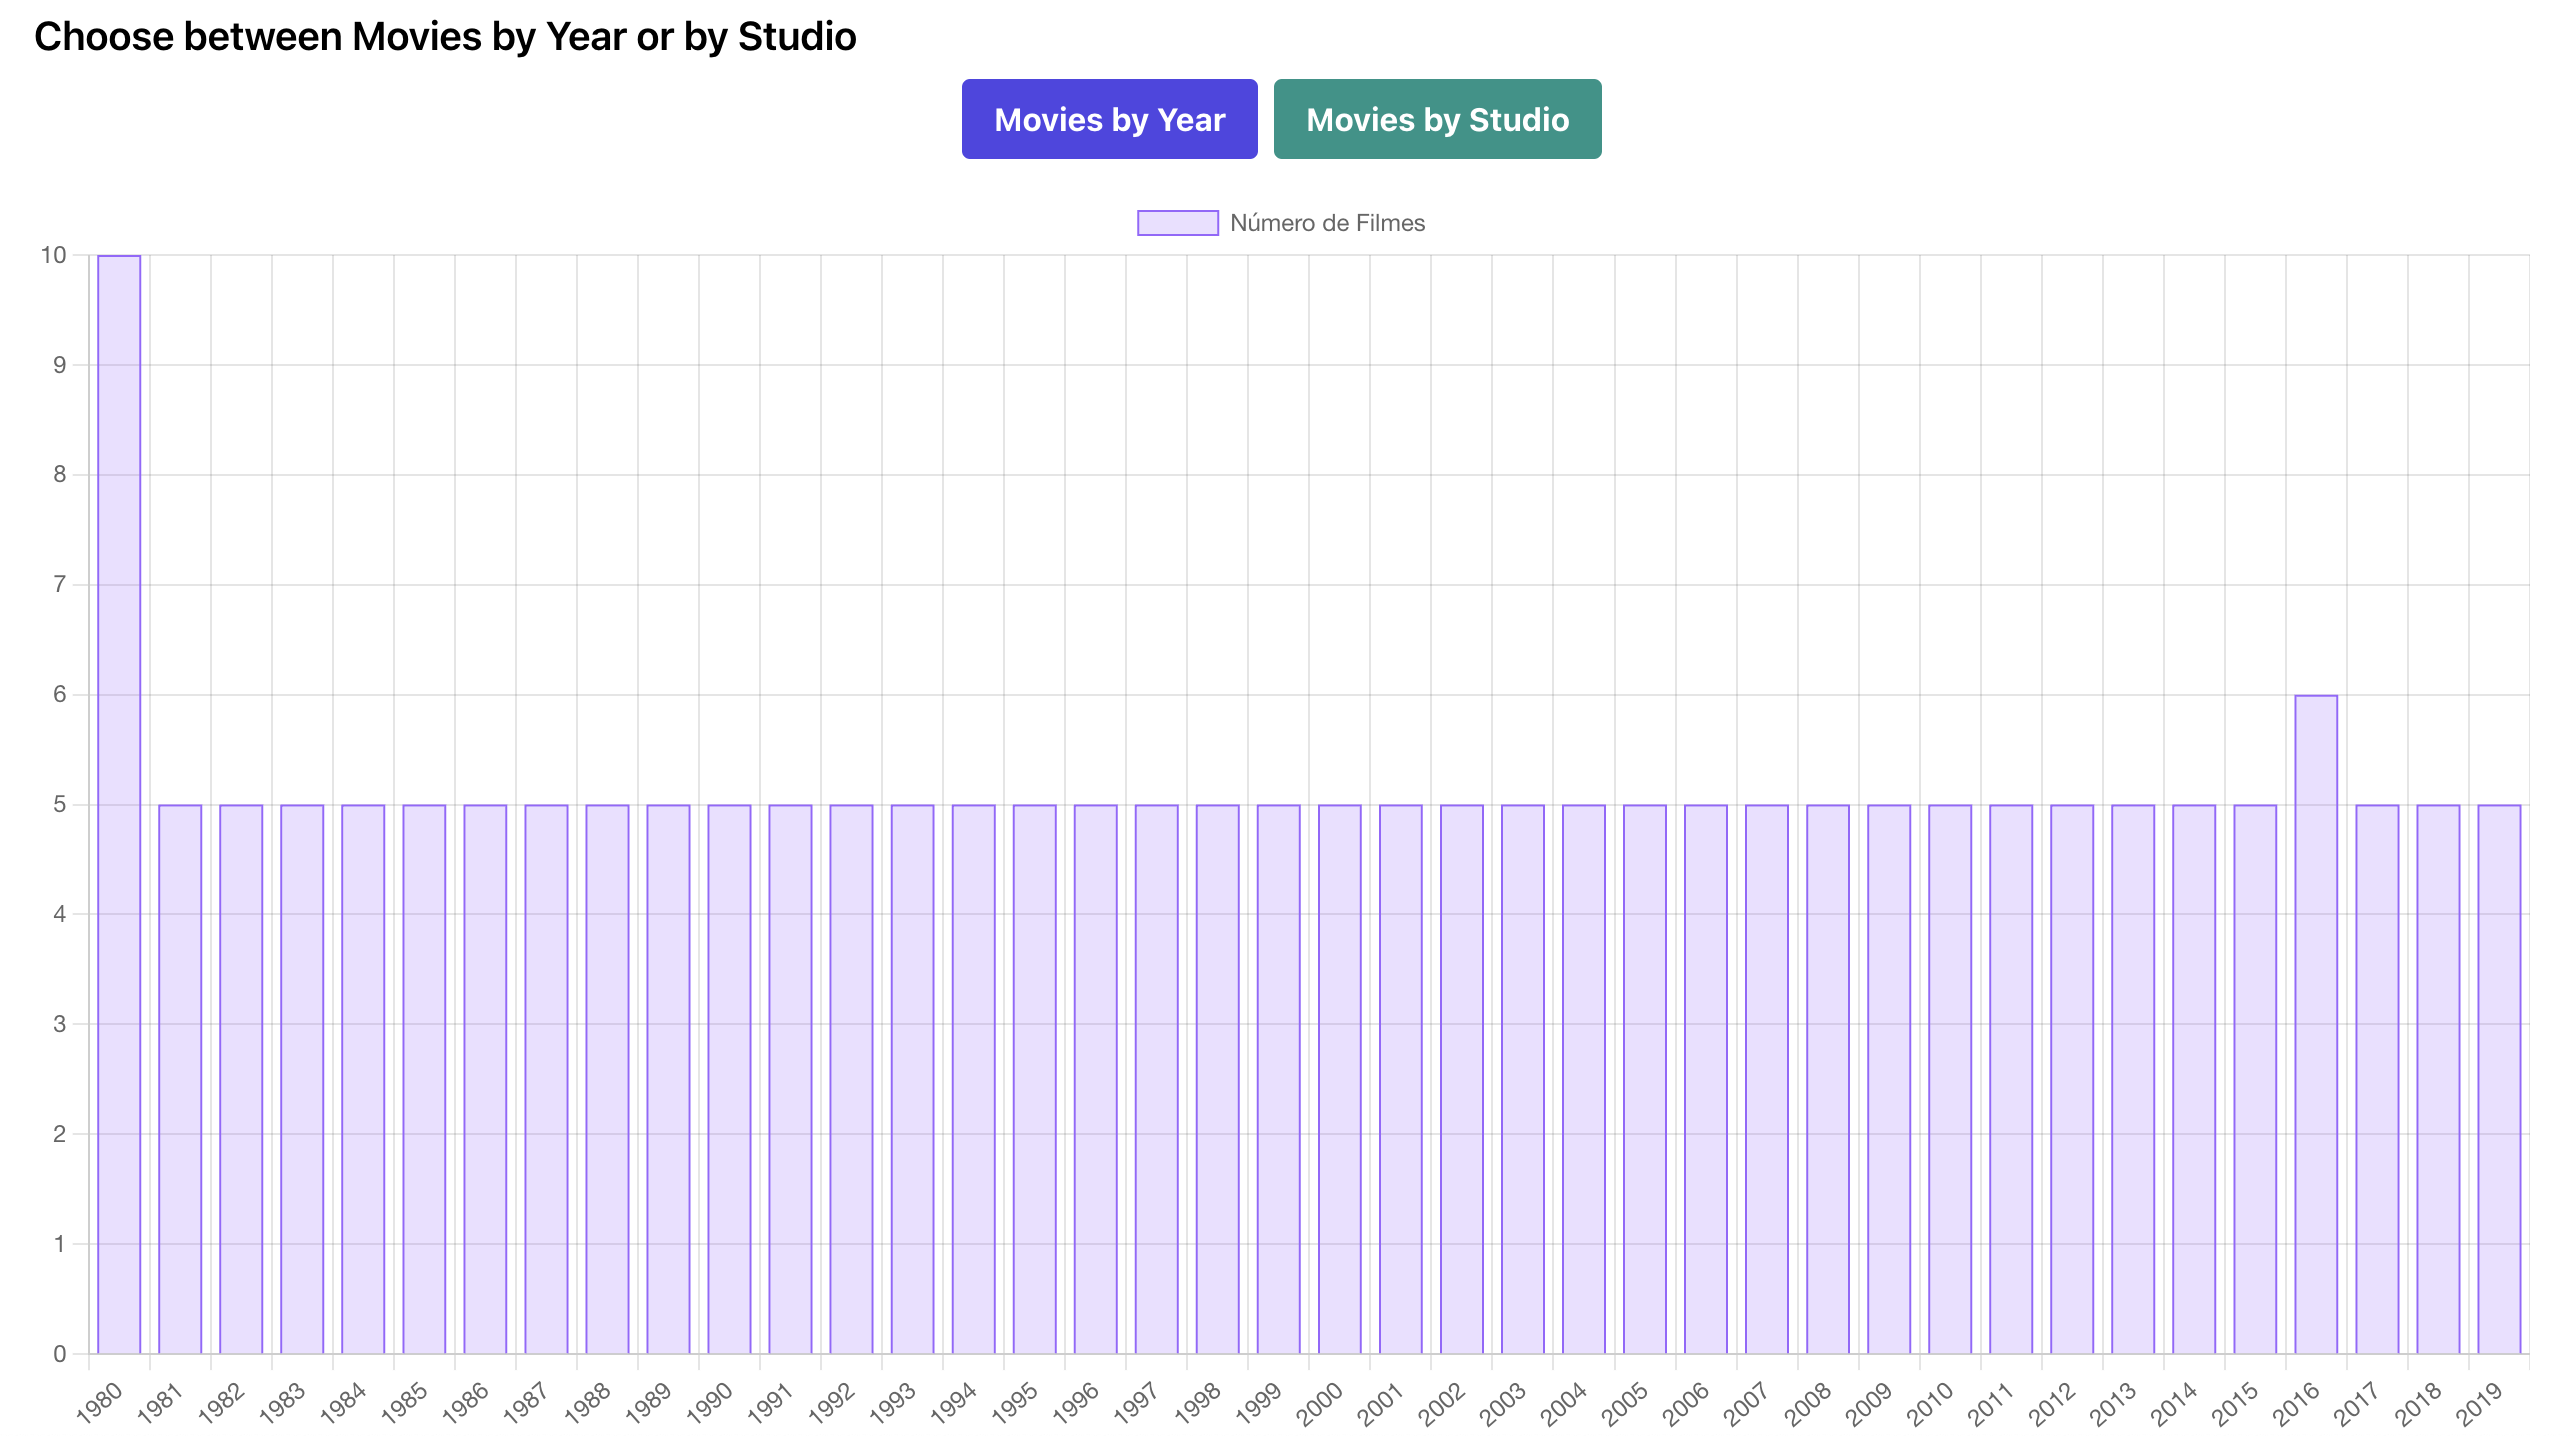 Choose between Movies by Year or by Studio
Movies by Year
Movies by Studio
Número de Filmes
10
9
8
7
6
5
4
3
2
1
0
1980 1981 1982 1983 1984 1985 1986 1987 1988 1989 1990 1991 1992 1993 1994 1995 1996 1997 1998 1999 2000 2001 2002 2003 2004 2005 2006 2007 2008 2009 2010 2011 2012 2013 2014 2015 2016 2017 2018 2019